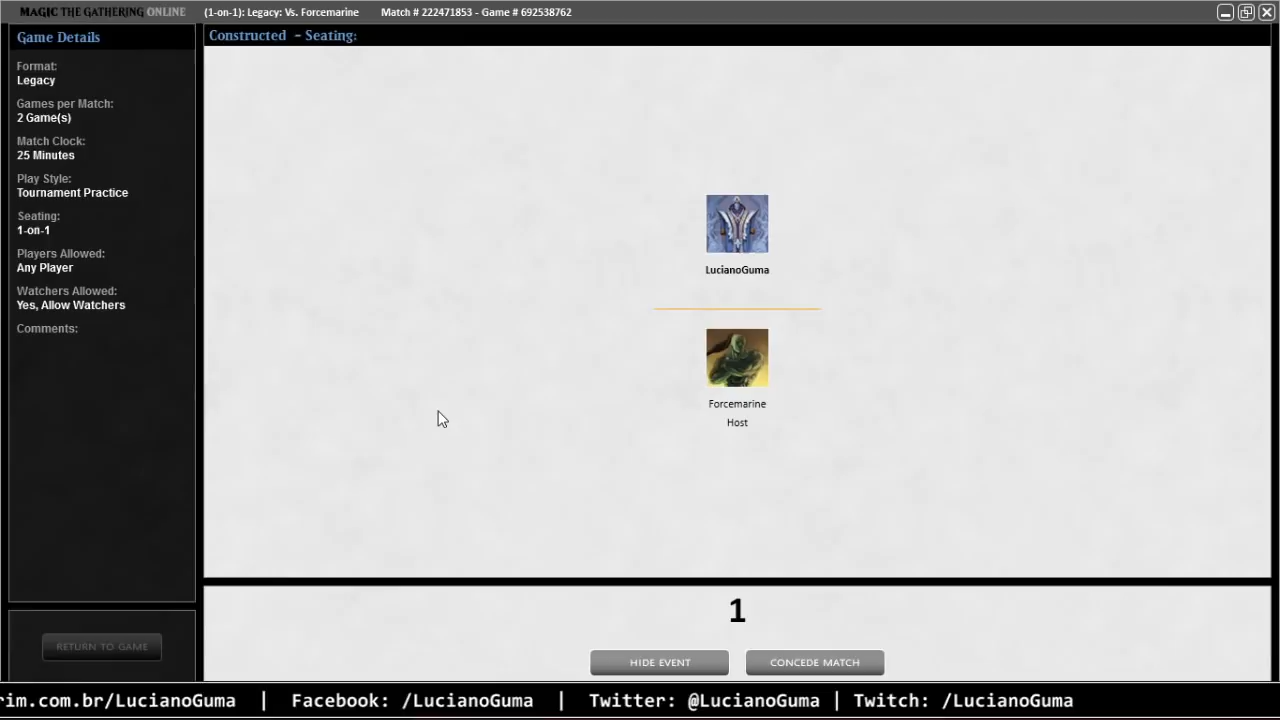 MAGIC THE GATHERING ONLINE (1-on-1): Legacy: Vs. Forcemarine Match # 222471853 - Game # 692538762
Game Details
Format:
Legacy
Games per Match:
2 Game(s)
Match Clock:
25 Minutes
Play Style:
Tournament Practice
Seating:
1-on-1
Players Allowed:
Any Player
Watchers Allowed:
Yes, Allow Watchers
Comments:
RETURN TO GAME
Constructed - Seating:
LucianoGuma
Forcemarine
Host
1
HIDE EVENT CONCEDE MATCH
rim.com.br/LucianoGuma | Facebook: /LucianoGuma | Twitter: @LucianoGuma | Twitch: /LucianoGuma